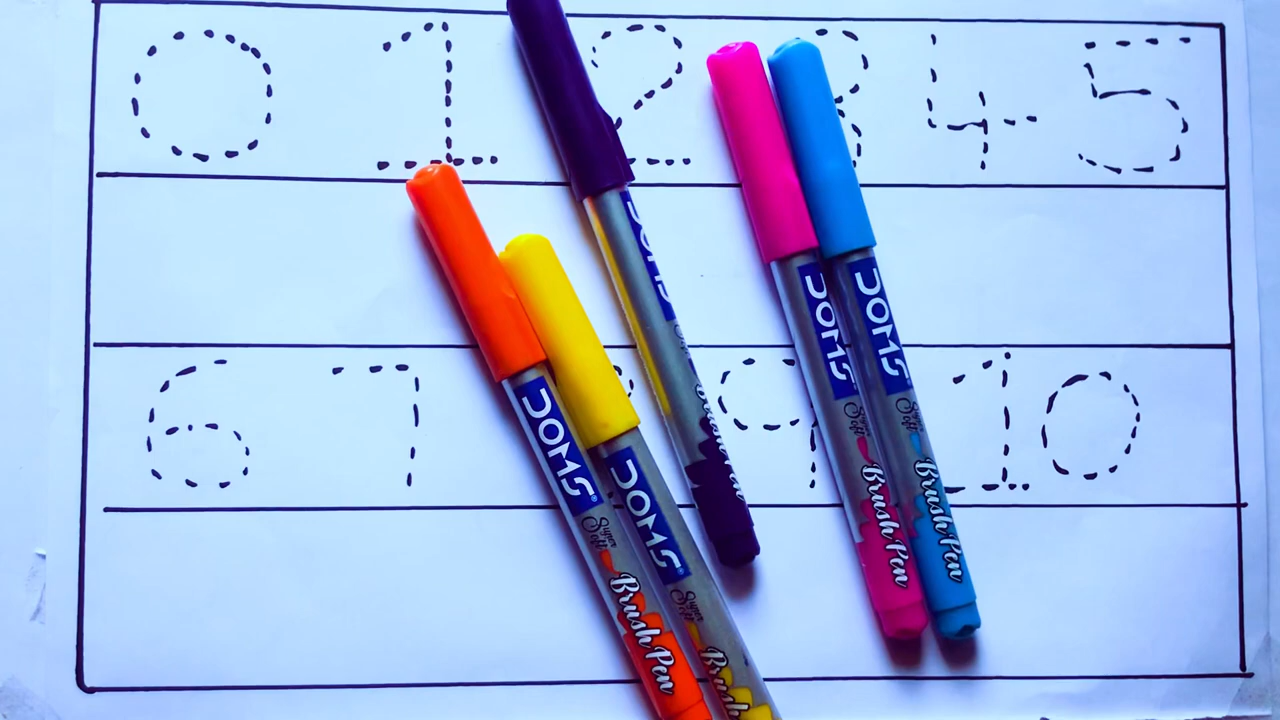 0 1 2 3 4 5
6 7 9 10
DOMS® Super Soft Brush Pen
DOMS® Super Soft Brush
DOMS Brush Pen
DOMS Super Soft Brush Pen
DOMS Super Soft Brush Pen